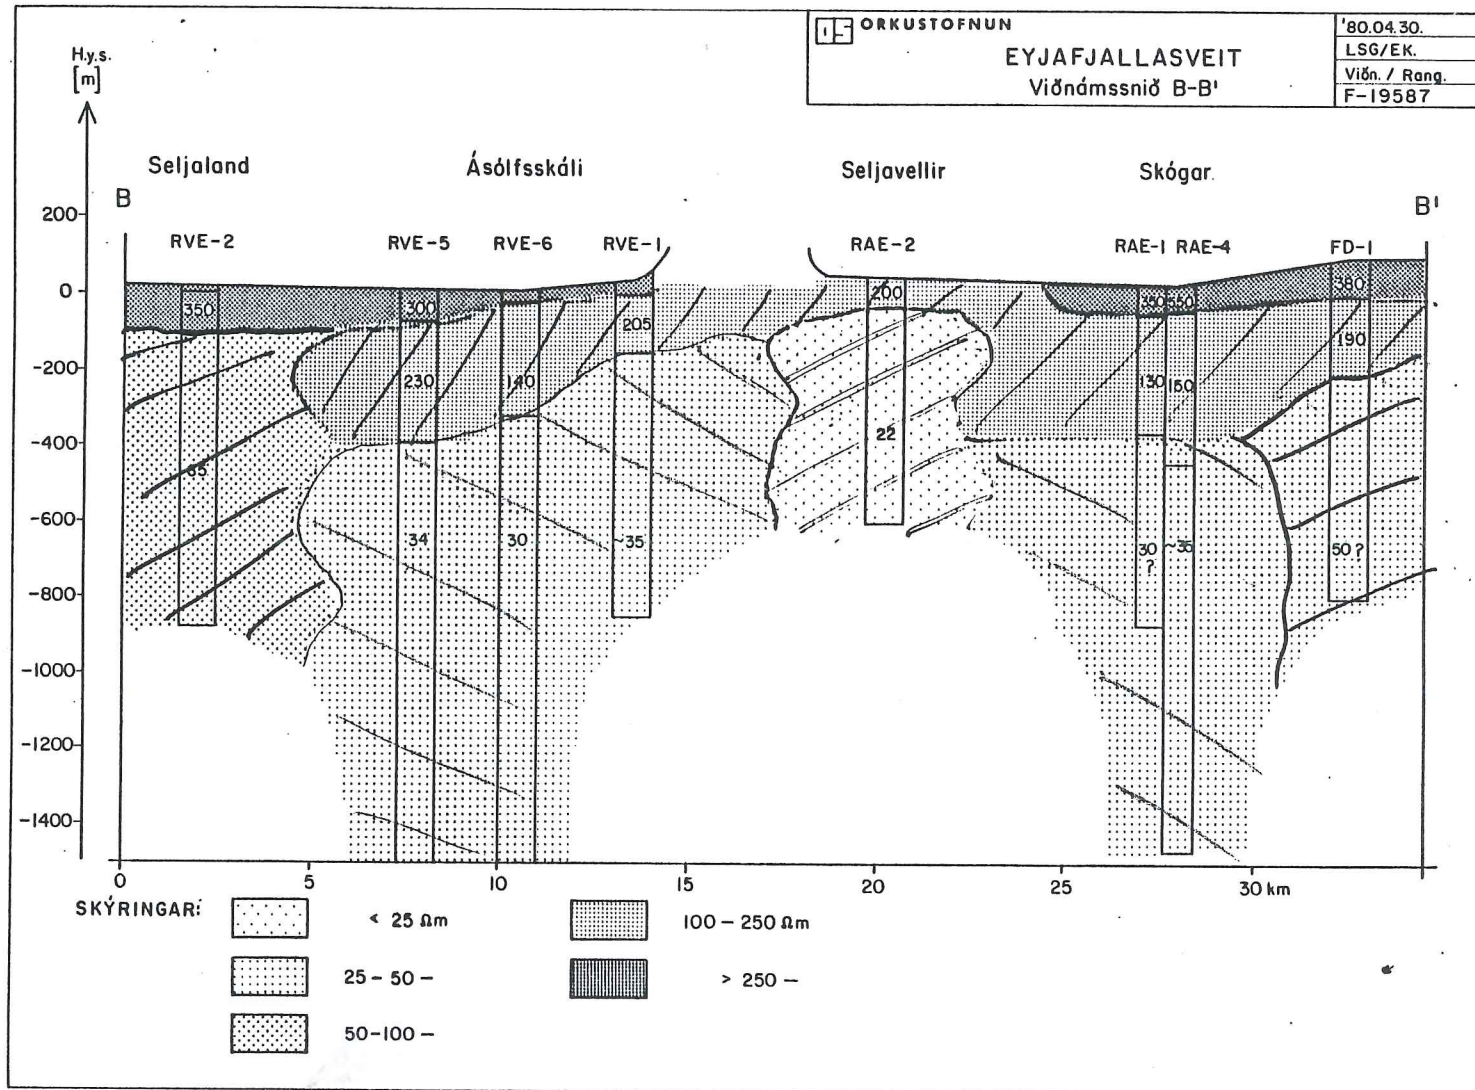 OS ORKUSTOFNUN
EYJAFJALLASVEIT
Viðnámssnið B-B'
'80.04.30.
LSG/EK.
Viðn. / Rang.
F-19587
H.y.s.
[m]
Seljaland
Ásólfsskáli
Seljavellir
Skógar.
B
B'
RVE-2
RVE-5
RVE-6
RVE-1
RAE-2
RAE-1
RAE-4
FD-1
200
0
-200
-400
-600
-800
-1000
-1200
-1400
350
300
205
200
350
550
380
230
140
130
150
190
22
34
30
~35
30
?
~35
50 ?
0
5
10
15
20
25
30 km
SKÝRINGAR:
< 25 Ωm
25 - 50 -
50-100 -
100 - 250 Ωm
> 250 -